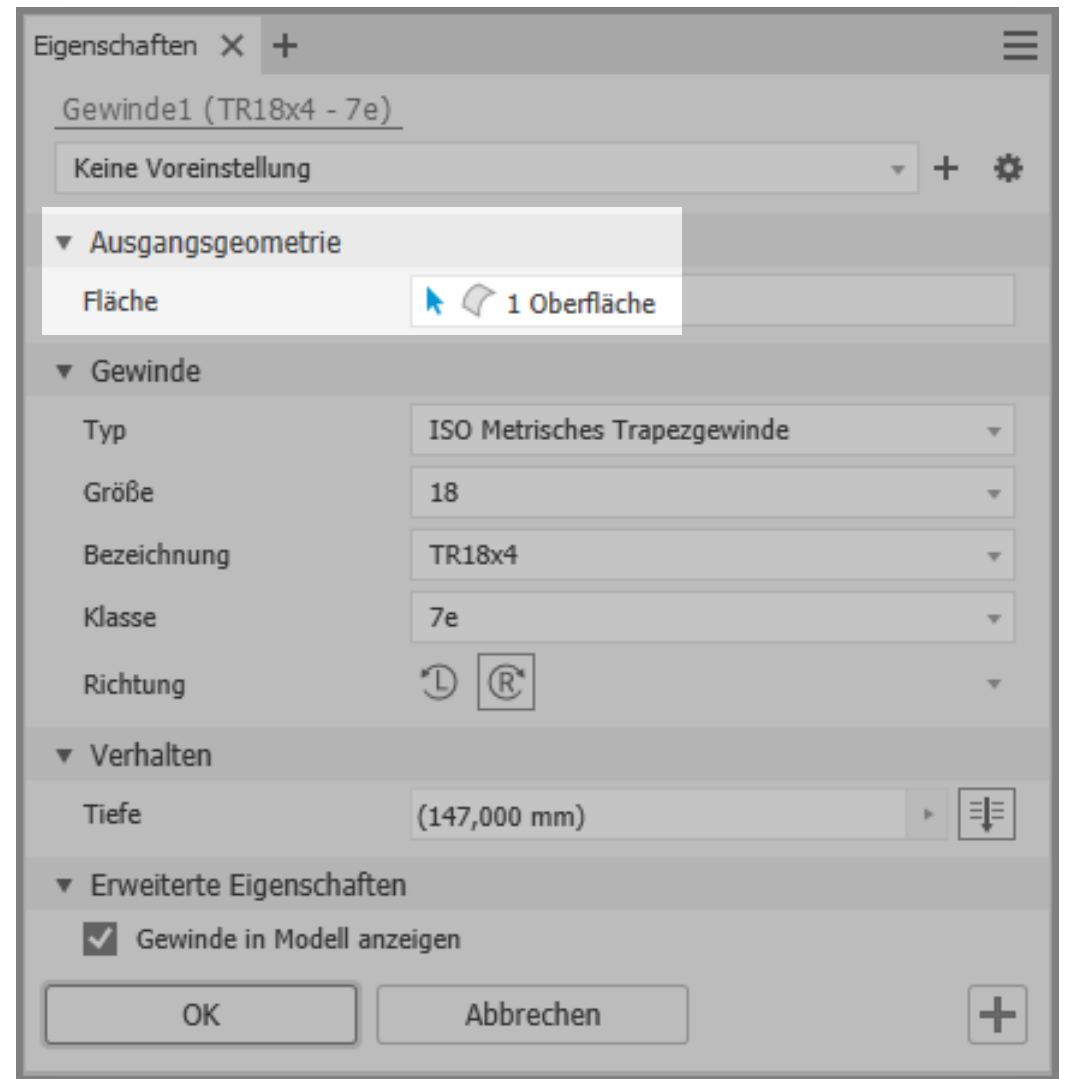 Eigenschaften
Gewinde1 (TR18x4 - 7e)
Keine Voreinstellung
Ausgangsgeometrie
Fläche 1 Oberfläche
Gewinde
Typ ISO Metrisches Trapezgewinde
Größe 18
Bezeichnung TR18x4
Klasse 7e
Richtung L R
Verhalten
Tiefe (147,000 mm)
Erweiterte Eigenschaften
Gewinde in Modell anzeigen
OK Abbrechen